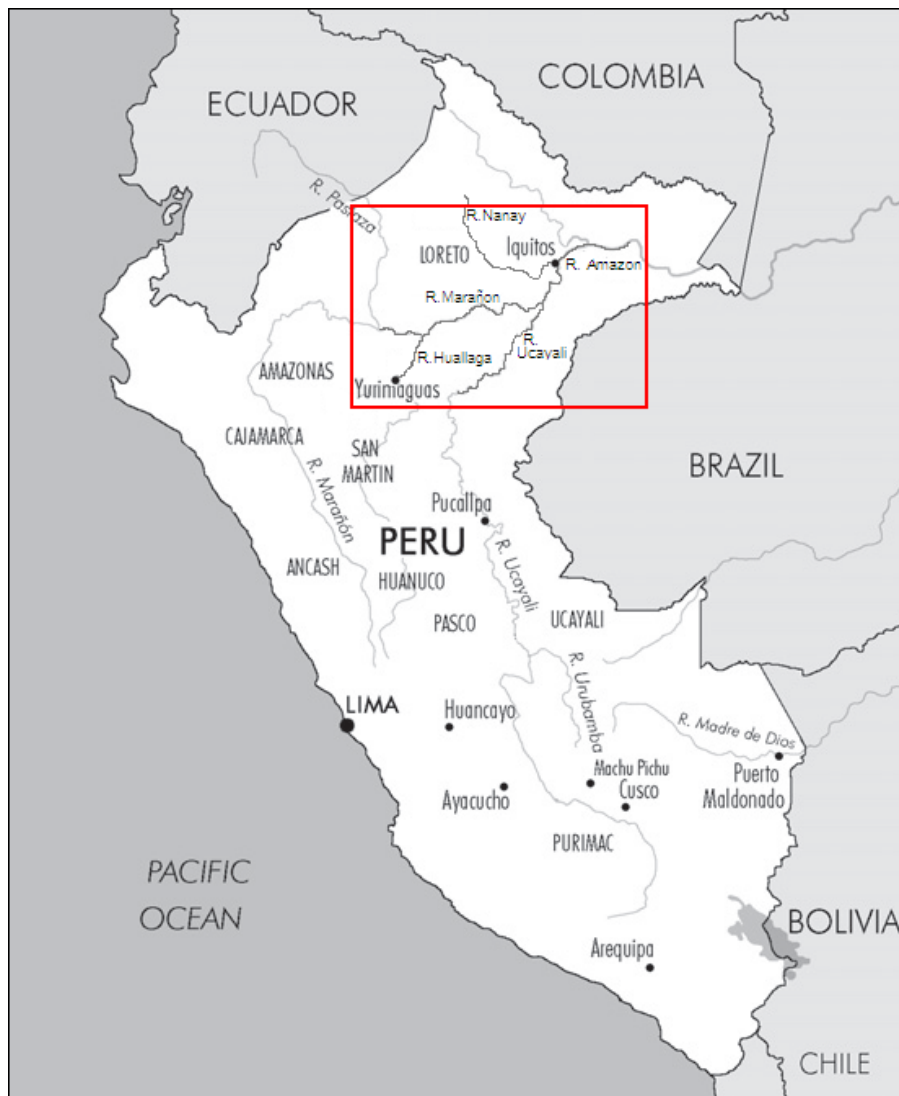 COLOMBIA
ECUADOR
R. Pastaza
R. Nanay
LORETO
Iquitos
R. Amazon
R. Marañon
R.
Ucayali
R. Huallaga
AMAZONAS
Yurimaguas
CAJAMARCA
SAN
MARTIN
BRAZIL
R. Marañón
Pucallpa
PERU
ANCASH
HUANUCO
R. Ucayali
PASCO
UCAYALI
R. Urubamba
LIMA
Huancayo
R. Madre de Dios
Machu Pichu
Cusco
Puerto
Maldonado
Ayacucho
PURIMAC
PACIFIC
OCEAN
BOLIVIA
Arequipa
CHILE